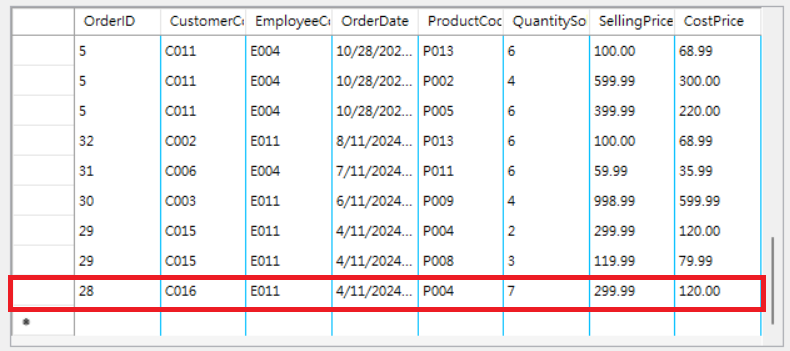 OrderID CustomerCo EmployeeCo OrderDate ProductCod QuantitySo SellingPrice CostPrice
5 C011 E004 10/28/202... P013 6 100.00 68.99
5 C011 E004 10/28/202... P002 4 599.99 300.00
5 C011 E004 10/28/202... P005 6 399.99 220.00
32 C002 E011 8/11/2024... P013 6 100.00 68.99
31 C006 E004 7/11/2024... P011 6 59.99 35.99
30 C003 E011 6/11/2024... P009 4 998.99 599.99
29 C015 E011 4/11/2024... P004 2 299.99 120.00
29 C015 E011 4/11/2024... P008 3 119.99 79.99
28 C016 E011 4/11/2024... P004 7 299.99 120.00